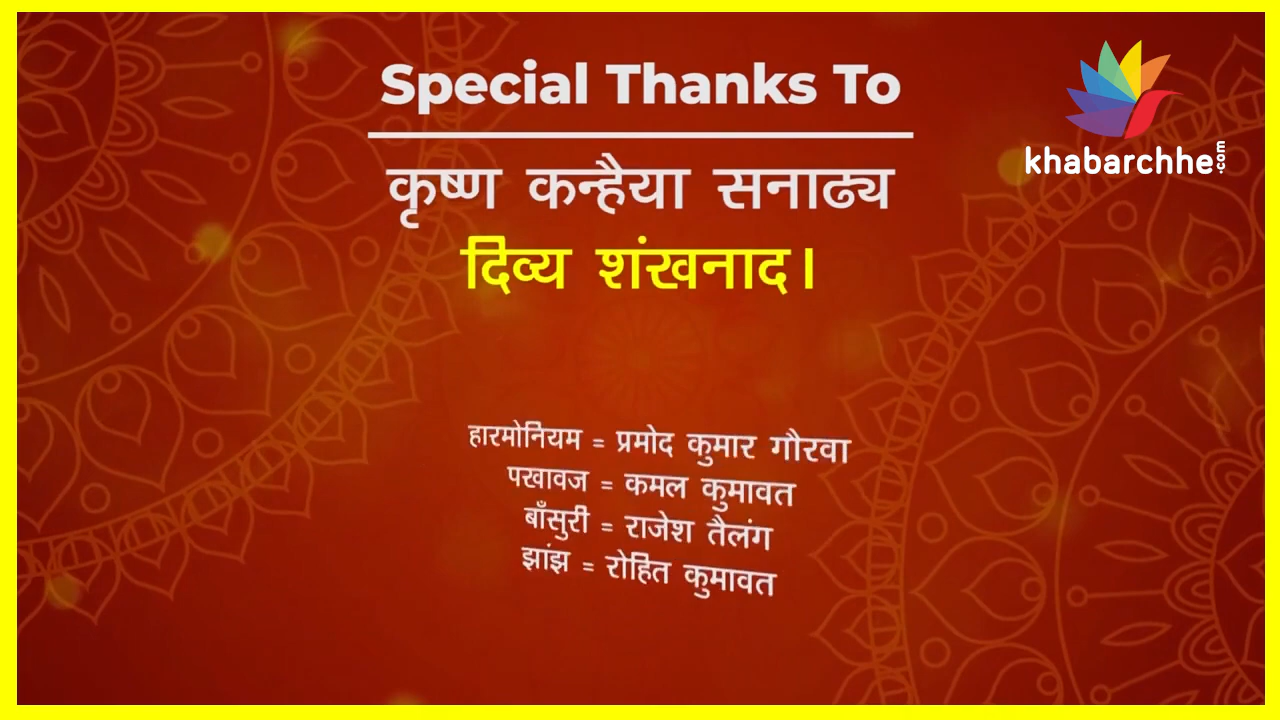 Special Thanks To
कृष्ण कन्हैया सनाढ्य
दिव्य शंखनाद।
khabarchhe.com
हारमोनियम = प्रमोद कुमार गौरवा
पखावज = कमल कुमावत
बाँसुरी = राजेश तैलंग
झांझ = रोहित कुमावत